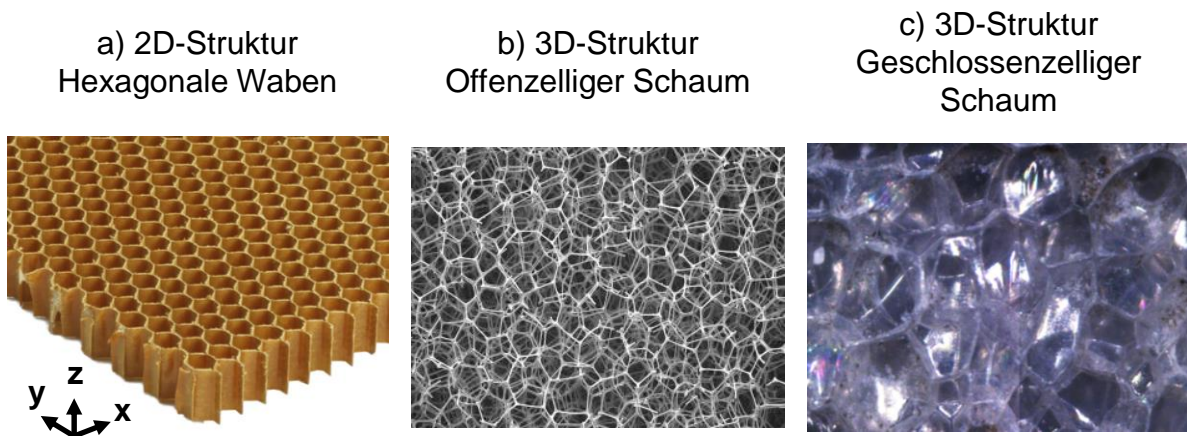 a) 2D-Struktur
Hexagonale Waben
b) 3D-Struktur
Offenzelliger Schaum
c) 3D-Struktur
Geschlossenzelliger
Schaum
z
y
x